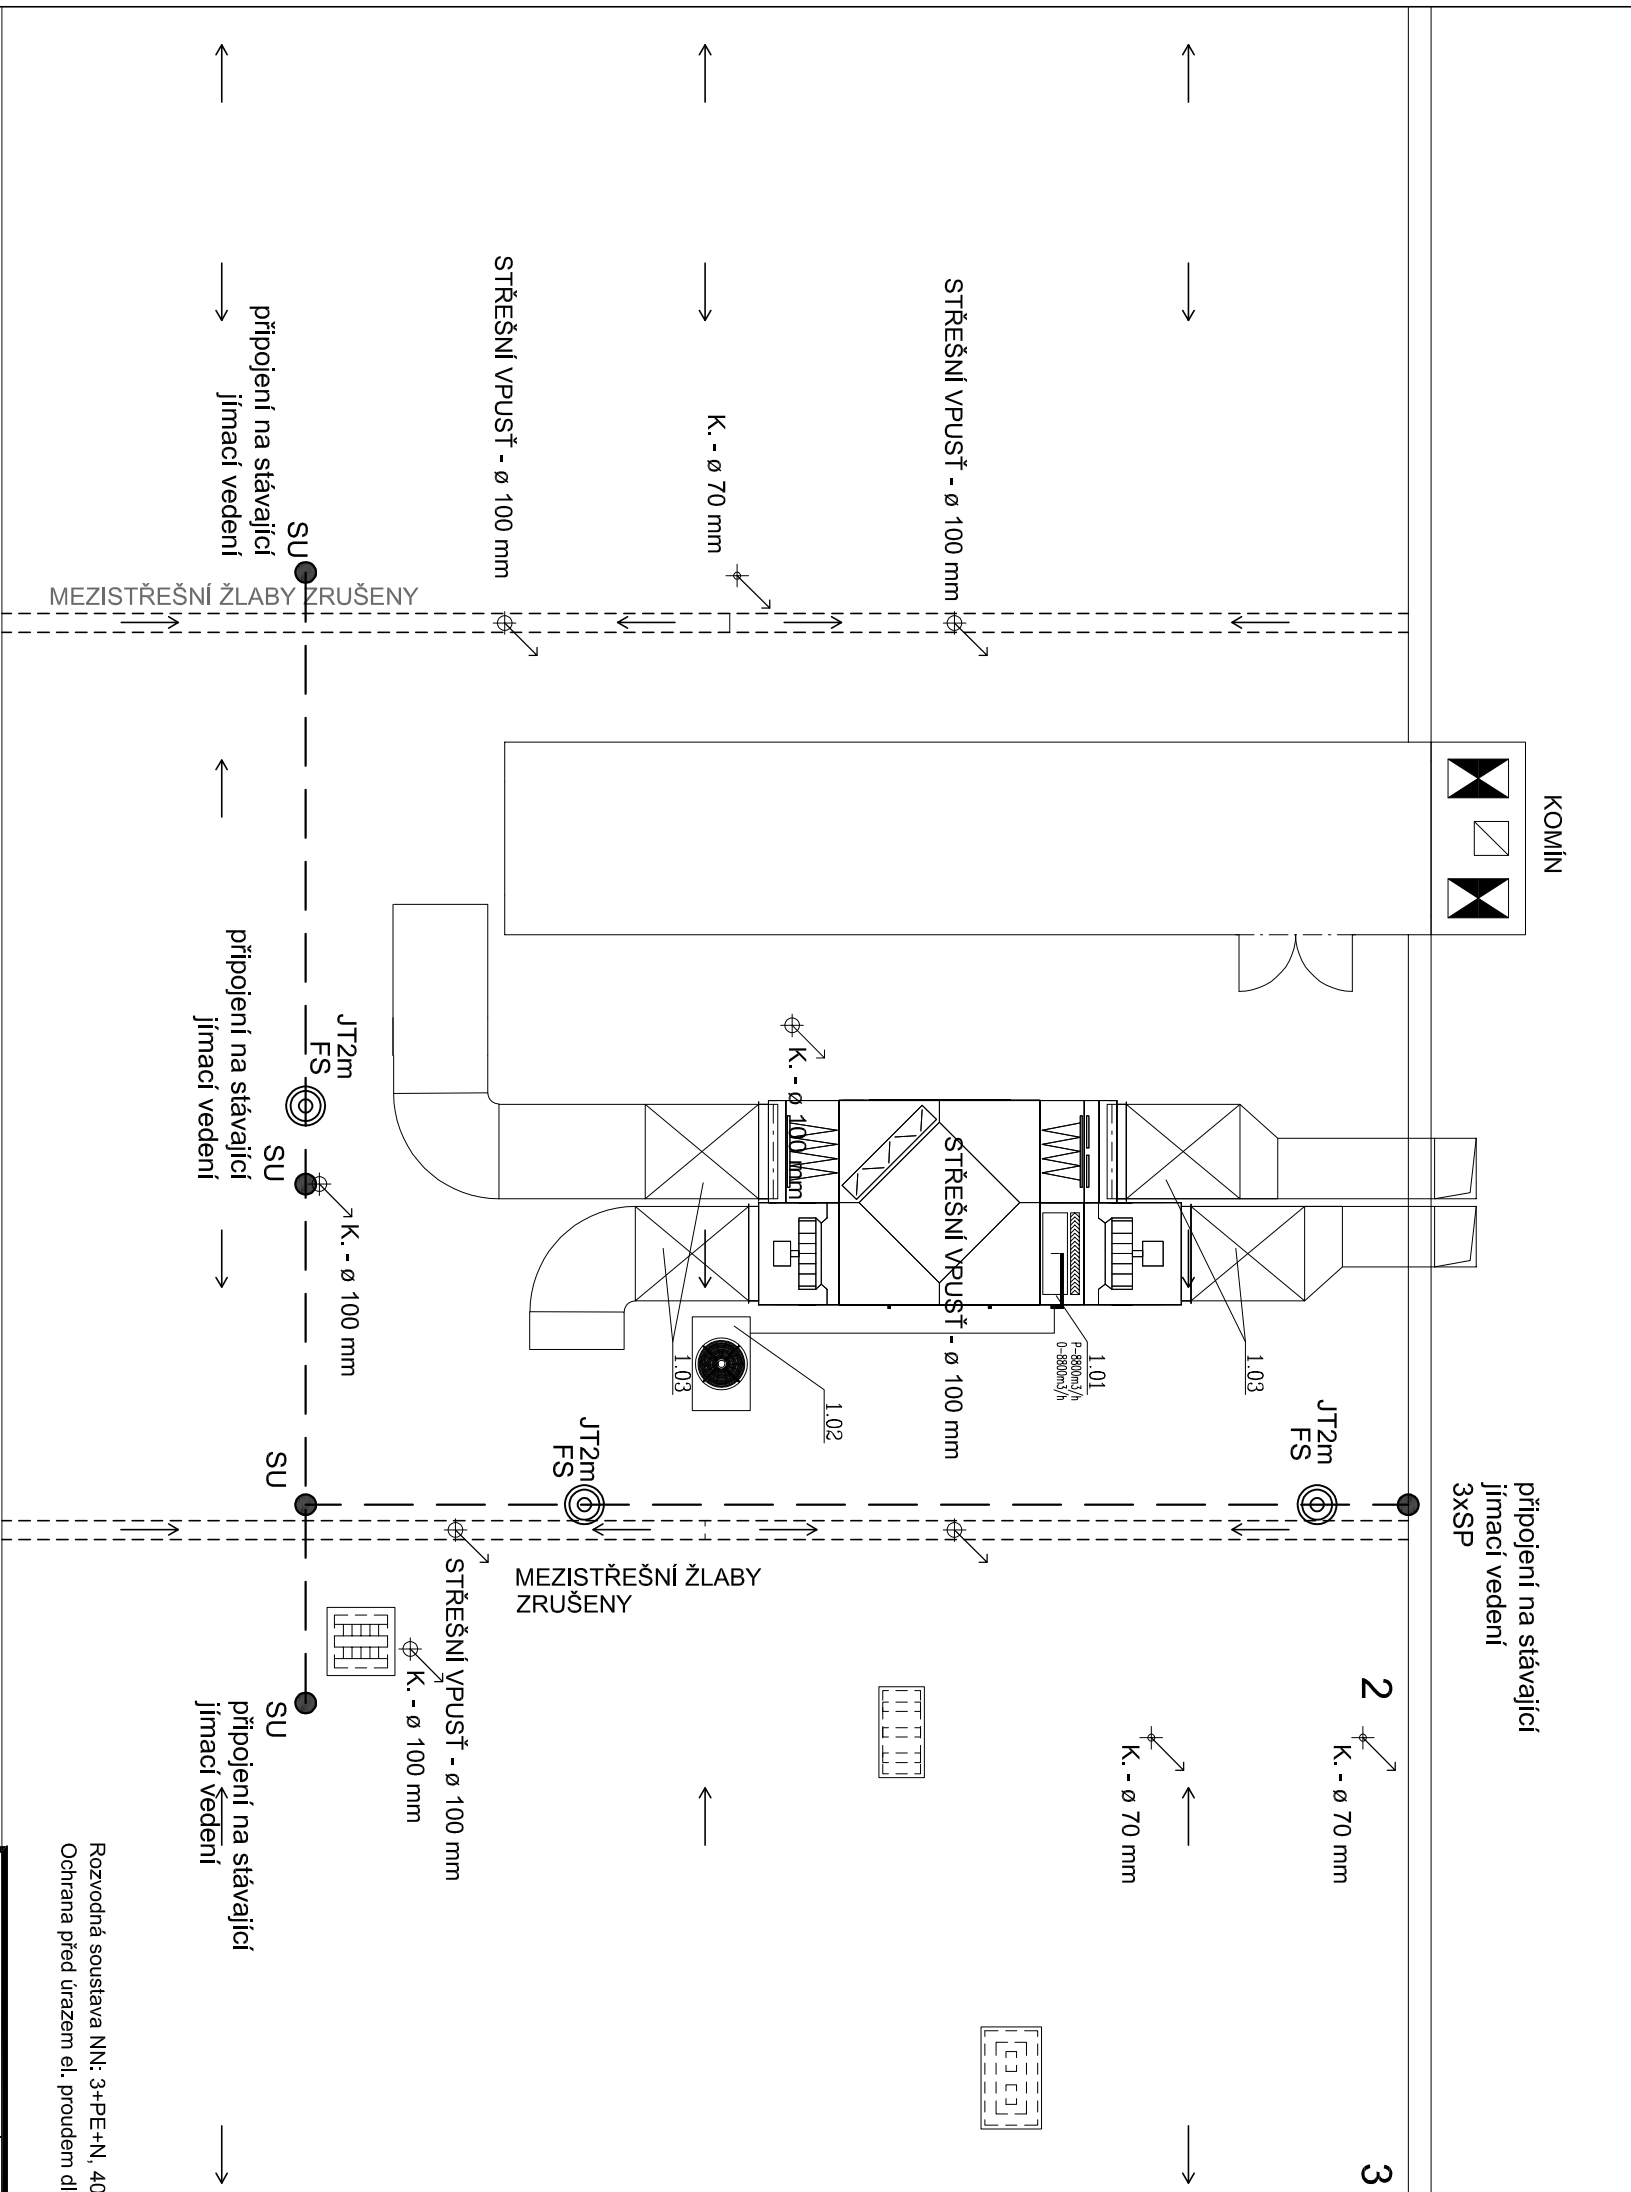 KOMÍN
připojení na stávající
jímací vedení
3xSP
2
3
K. - ø 70 mm
K. - ø 70 mm
JT2m
FS
1.03
1.01
P-8800m3/h
O-8800m3/h
STŘEŠNÍ VPUSŤ - ø 100 mm
STŘEŠNÍ VPUSŤ - ø 100 mm
1.02
K. - ø 100 mm
K. - ø 70 mm
1.03
MEZISTŘEŠNÍ ŽLABY
ZRUŠENY
JT2m
FS
STŘEŠNÍ VPUSŤ - ø 100 mm
STŘEŠNÍ VPUSŤ - ø 100 mm
K. - ø 100 mm
MEZISTŘEŠNÍ ŽLABY ZRUŠENY
JT2m
FS
K. - ø 100 mm
SU
připojení na stávající
jímací vedení
SU
připojení na stávající
jímací vedení
SU
SU
připojení na stávající
jímací vedení
Rozvodná soustava NN: 3+PE+N, 40
Ochrana před úrazem el. proudem dl